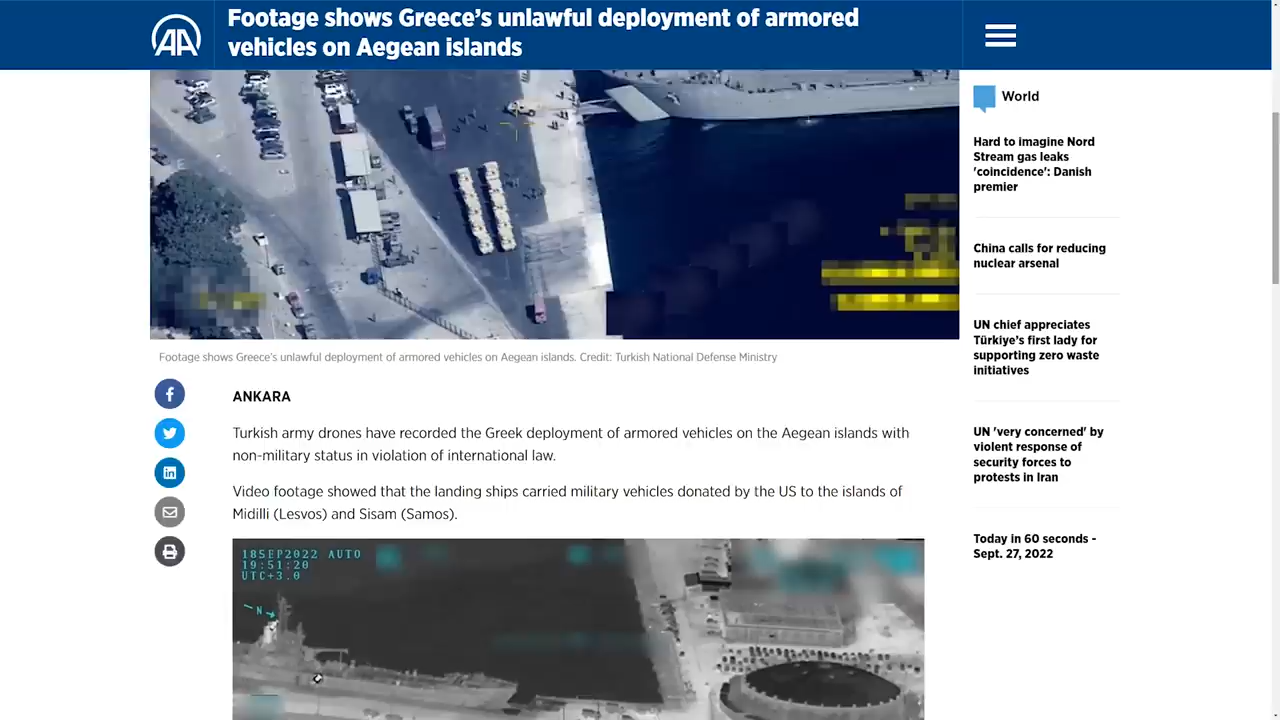 Footage shows Greece’s unlawful deployment of armored
vehicles on Aegean islands
AA
World
Hard to imagine Nord
Stream gas leaks
'coincidence': Danish
premier
China calls for reducing
nuclear arsenal
UN chief appreciates
Türkiye’s first lady for
supporting zero waste
initiatives
UN 'very concerned' by
violent response of
security forces to
protests in Iran
Today in 60 seconds -
Sept. 27, 2022
Footage shows Greece's unlawful deployment of armored vehicles on Aegean islands. Credit: Turkish National Defense Ministry
ANKARA
Turkish army drones have recorded the Greek deployment of armored vehicles on the Aegean islands with
non-military status in violation of international law.
Video footage showed that the landing ships carried military vehicles donated by the US to the islands of
Midilli (Lesvos) and Sisam (Samos).
18SEP2022 AUTO
19:51:20
UTC+3.0
N